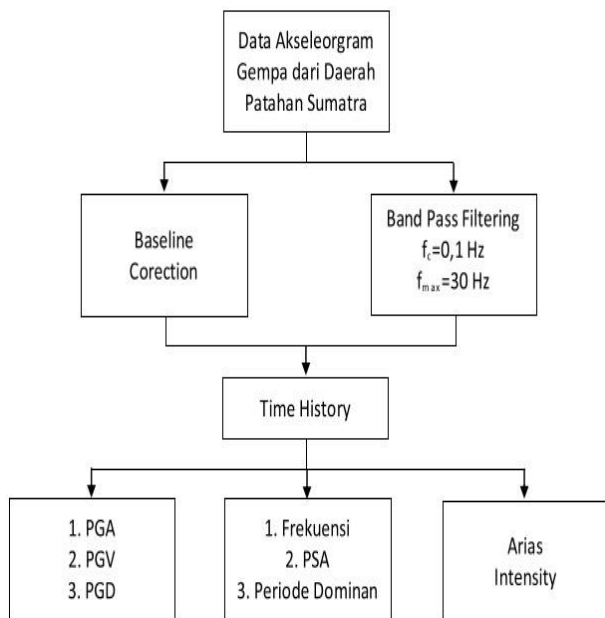 Data Akseleorgram
Gempa dari Daerah
Patahan Sumatra
Baseline
Corection
Band Pass Filtering
fc=0,1 Hz
fmax=30 Hz
Time History
1. PGA
2. PGV
3. PGD
1. Frekuensi
2. PSA
3. Periode Dominan
Arias
Intensity